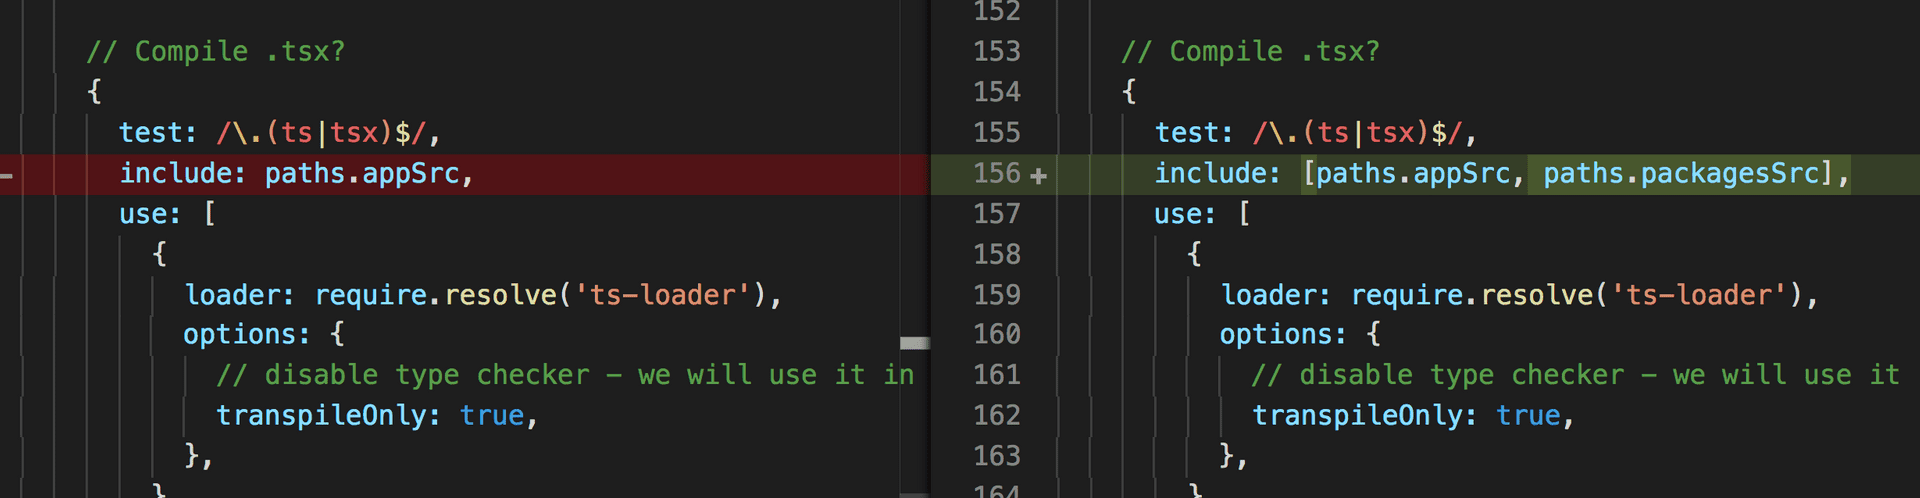 // Compile .tsx?
{
test: /\.(ts|tsx)$/,
- include: paths.appSrc,
use: [
{
loader: require.resolve('ts-loader'),
options: {
// disable type checker - we will use it in
transpileOnly: true,
},
}
152
153 // Compile .tsx?
154 {
155 test: /\.(ts|tsx)$/,
156 + include: [paths.appSrc, paths.packagesSrc],
157 use: [
158 {
159 loader: require.resolve('ts-loader'),
160 options: {
161 // disable type checker - we will use it
162 transpileOnly: true,
163 },
164 }